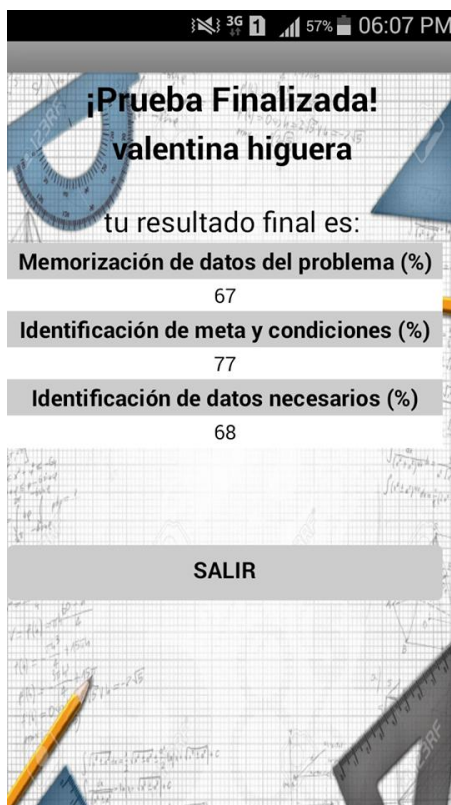 3G 1 57% 06:07 PM
¡Prueba Finalizada!
valentina higuera
tu resultado final es:
Memorización de datos del problema (%)
67
Identificación de meta y condiciones (%)
77
Identificación de datos necesarios (%)
68
SALIR